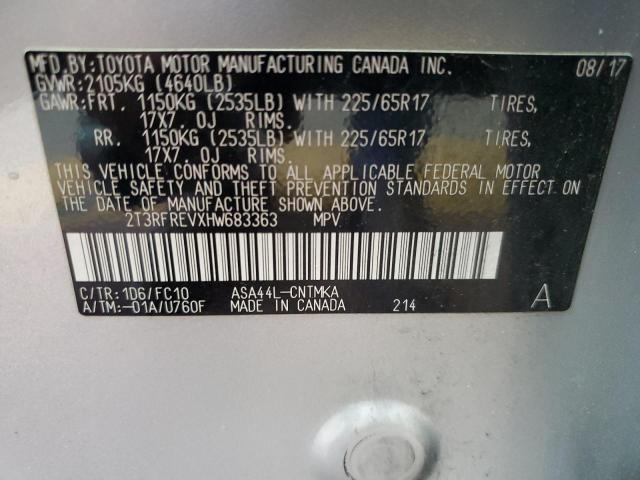 MFD.BY:TOYOTA MOTOR MANUFACTURING CANADA INC. 08/17
GVWR:2105KG (4640LB)
GAWR:FRT. 1150KG (2535LB) WITH 225/65R17 TIRES,
17X7.0J RIMS.
RR. 1150KG (2535LB) WITH 225/65R17 TIRES,
17X7.0J RIMS.
THIS VEHICLE CONFORMS TO ALL APPLICABLE FEDERAL MOTOR
VEHICLE SAFETY AND THEFT PREVENTION STANDARDS IN EFFECT ON
THE DATE OF MANUFACTURE SHOWN ABOVE.
2T3RFREVXHW683363 MPV
C/TR:1D6/FC10 ASA44L-CNTMKA
A/TM:-01A/U760F MADE IN CANADA 214 A